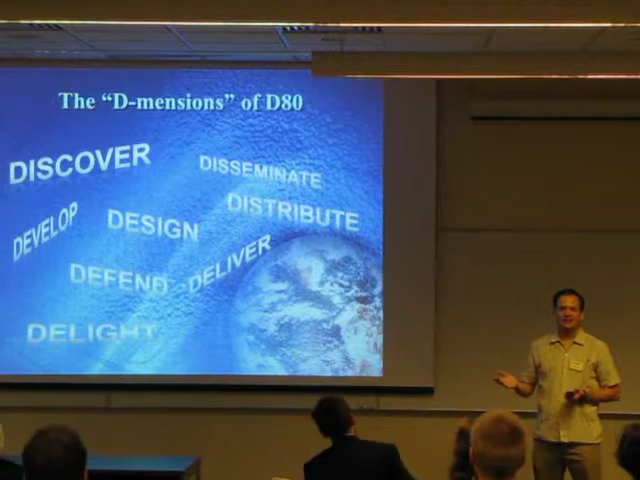 The "D-mensions" of D80
DISCOVER
DISSEMINATE
DEVELOP
DESIGN
DISTRIBUTE
DEFEND
DELIVER
DELIGHT